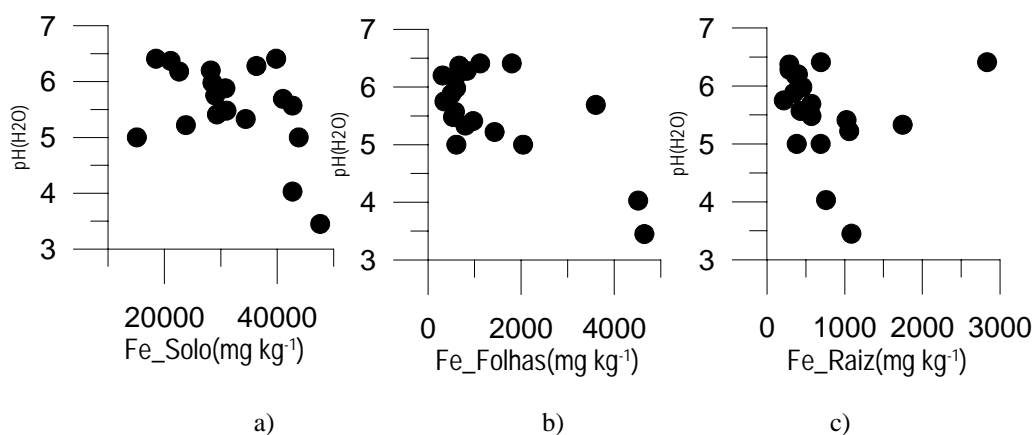 7
6
5
4
3
pH(H2O)
20000 40000
Fe_Solo(mg kg-1)
a)
7
6
5
4
3
pH(H2O)
0 2000 4000
Fe_Folhas(mg kg-1)
b)
7
6
5
4
3
pH(H2O)
0 1000 2000 3000
Fe_Raiz(mg kg-1)
c)